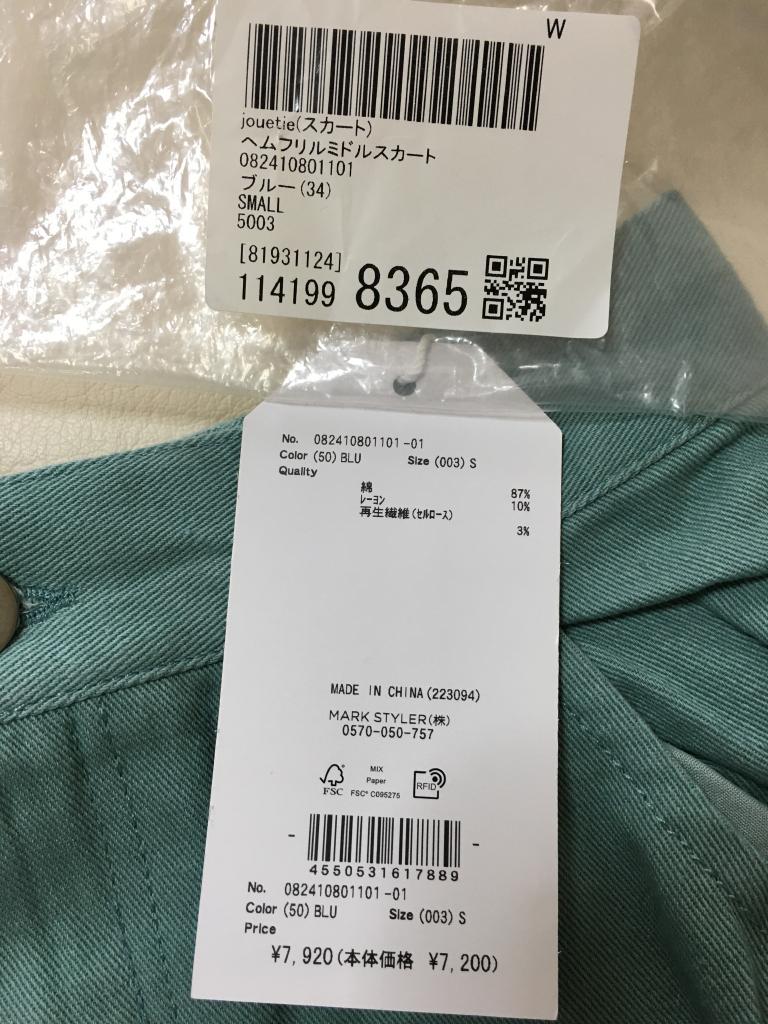 W
jouetie(スカート)
ヘムフリルミドルスカート
082410801101
ブルー(34)
SMALL
5003
[81931124]
114199 8365
No. 082410801101-01
Color (50) BLU Size (003) S
Quality
綿 87%
レーヨン 10%
再生繊維(セルロース)
3%
MADE IN CHINA(223094)
MARK STYLER(株)
0570-050-757
FSC MIX Paper FSC® C095275 RFID
4550531617889
No. 082410801101-01
Color (50) BLU Size (003) S
Price
¥7,920(本体価格 ¥7,200)